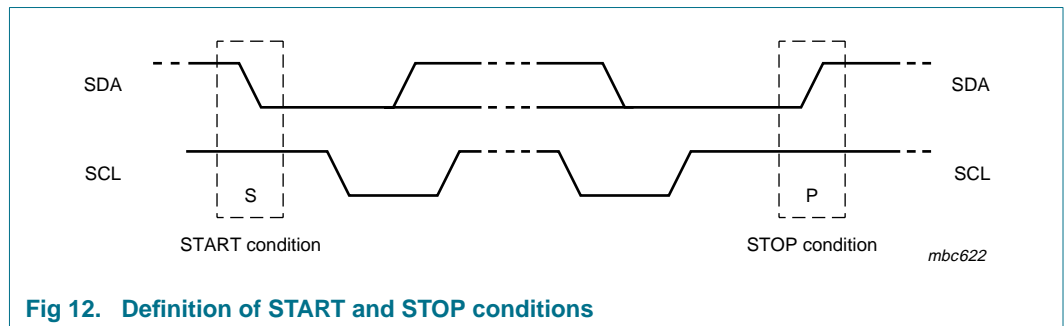 SDA SDA
SCL SCL
S P
START condition STOP condition
mbc622
Fig 12. Definition of START and STOP conditions